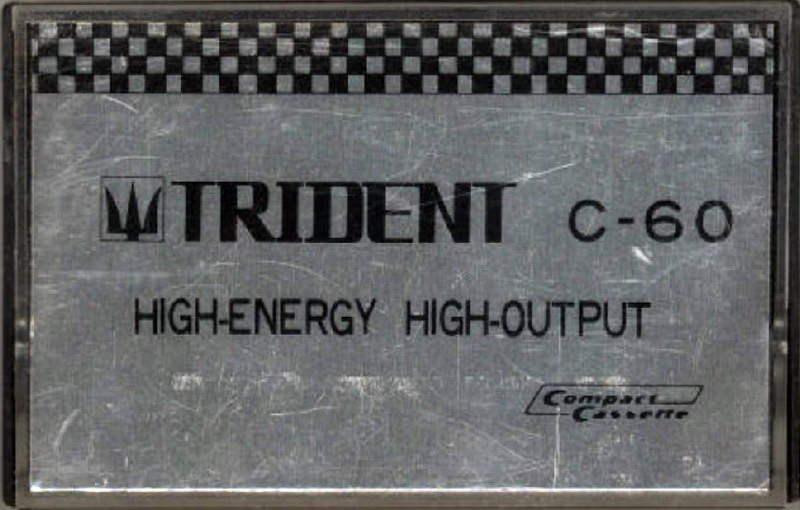 TRIDENT C-60
HIGH-ENERGY HIGH-OUTPUT
Compact
Cassette